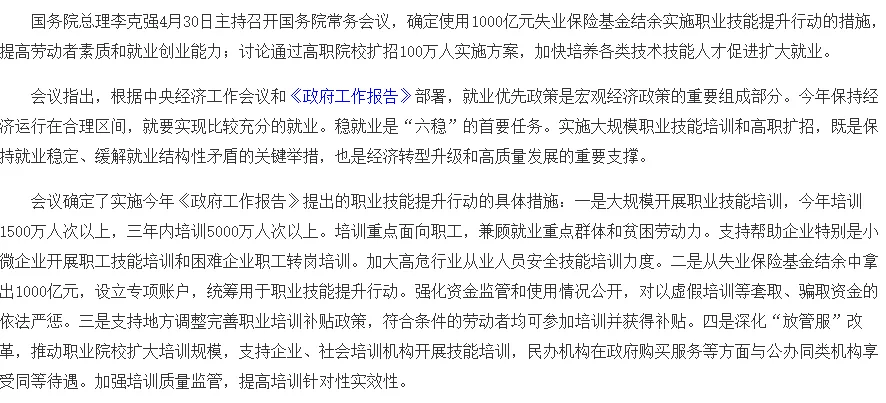 国务院总理李克强4月30日主持召开国务院常务会议，确定使用1000亿元失业保险基金结余实施职业技能提升行动的措施，
提高劳动者素质和就业创业能力；讨论通过高职院校扩招100万人实施方案，加快培养各类技术技能人才促进扩大就业。
会议指出，根据中央经济工作会议和《政府工作报告》部署，就业优先政策是宏观经济政策的重要组成部分。今年保持经
济运行在合理区间，就要实现比较充分的就业。稳就业是“六稳”的首要任务。实施大规模职业技能培训和高职扩招，既是保
持就业稳定、缓解就业结构性矛盾的关键举措，也是经济转型升级和高质量发展的重要支撑。
会议确定了实施今年《政府工作报告》提出的职业技能提升行动的具体措施：一是大规模开展职业技能培训，今年培训
1500万人次以上，三年内培训5000万人次以上。培训重点面向职工，兼顾就业重点群体和贫困劳动力。支持帮助企业特别是小
微企业开展职工技能培训和困难企业职工转岗培训。加大高危行业从业人员安全技能培训力度。二是从失业保险基金结余中拿
出1000亿元，设立专项账户，统筹用于职业技能提升行动。强化资金监管和使用情况公开，对以虚假培训等套取、骗取资金的
依法严惩。三是支持地方调整完善职业培训补贴政策，符合条件的劳动者均可参加培训并获得补贴。四是深化“放管服”改
革，推动职业院校扩大培训规模，支持企业、社会培训机构开展技能培训，民办机构在政府购买服务等方面与公办同类机构享
受同等待遇。加强培训质量监管，提高培训针对性实效性。